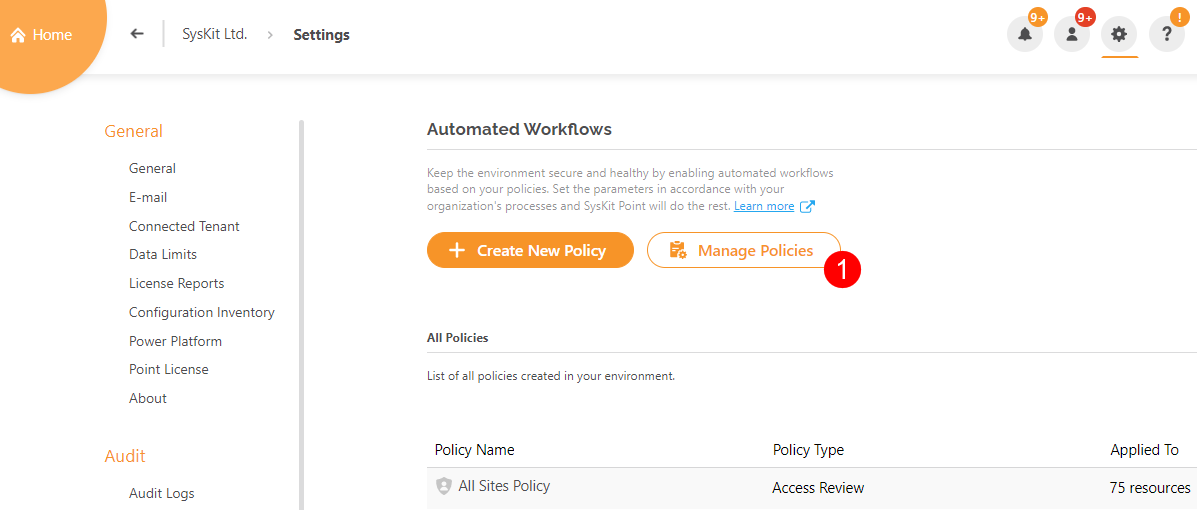 Home
SysKit Ltd. > Settings
9+
9+
!
?
General
General
E-mail
Connected Tenant
Data Limits
License Reports
Configuration Inventory
Power Platform
Point License
About
Audit
Audit Logs
Automated Workflows
Keep the environment secure and healthy by enabling automated workflows
based on your policies. Set the parameters in accordance with your
organization's processes and SysKit Point will do the rest. Learn more
+ Create New Policy
Manage Policies
1
All Policies
List of all policies created in your environment.
Policy Name Policy Type Applied To
All Sites Policy Access Review 75 resources